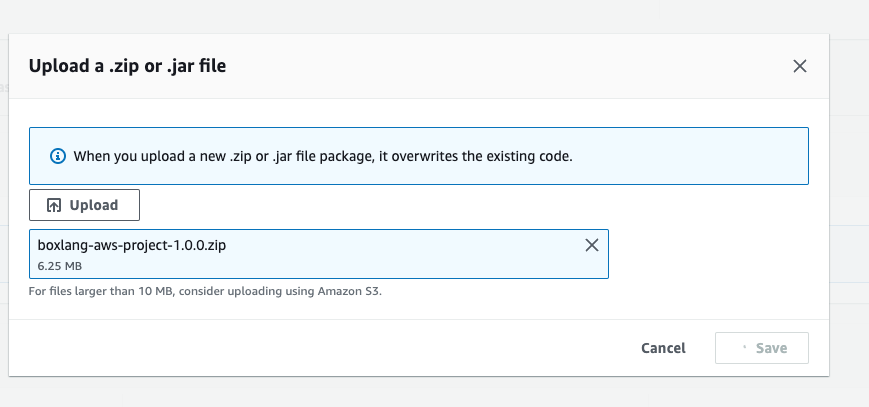 Upload a .zip or .jar file
When you upload a new .zip or .jar file package, it overwrites the existing code.
Upload
boxlang-aws-project-1.0.0.zip
6.25 MB
For files larger than 10 MB, consider uploading using Amazon S3.
Cancel
Save